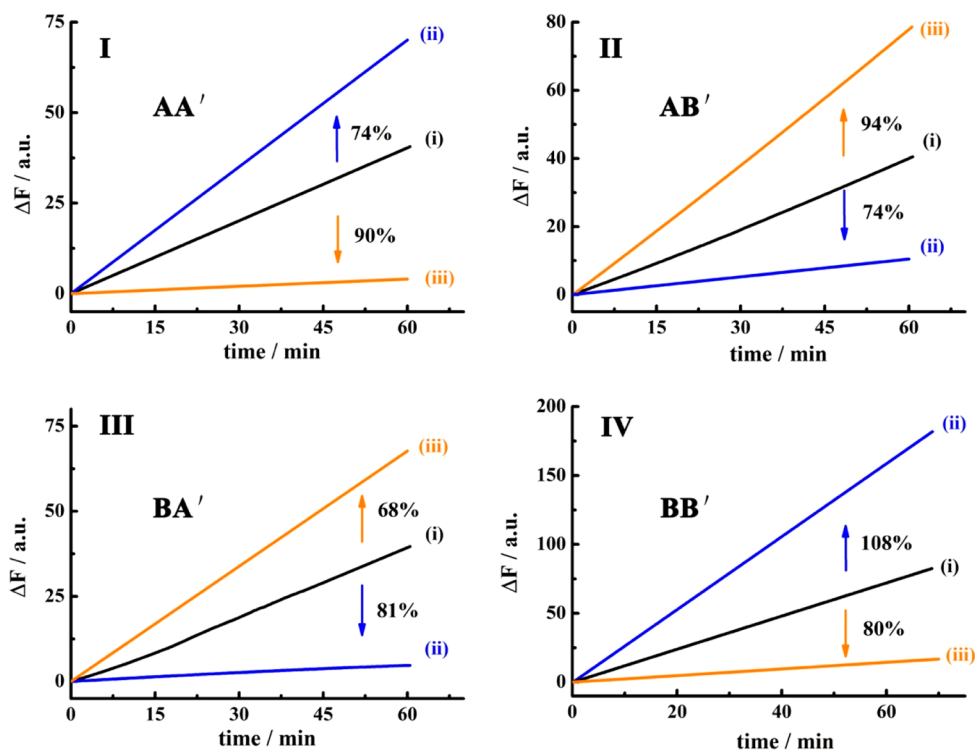 I
AA′
(ii)
74%
(i)
90%
(iii)
75
50
25
0
ΔF / a.u.
0 15 30 45 60
time / min
II
AB′
(iii)
94%
(i)
74%
(ii)
80
60
40
20
0
ΔF / a.u.
0 15 30 45 60
time / min
III
BA′
(iii)
68%
(i)
81%
(ii)
75
50
25
0
ΔF / a.u.
0 15 30 45 60
time / min
IV
BB′
(ii)
108%
(i)
80%
(iii)
200
150
100
50
0
ΔF / a.u.
0 20 40 60
time / min